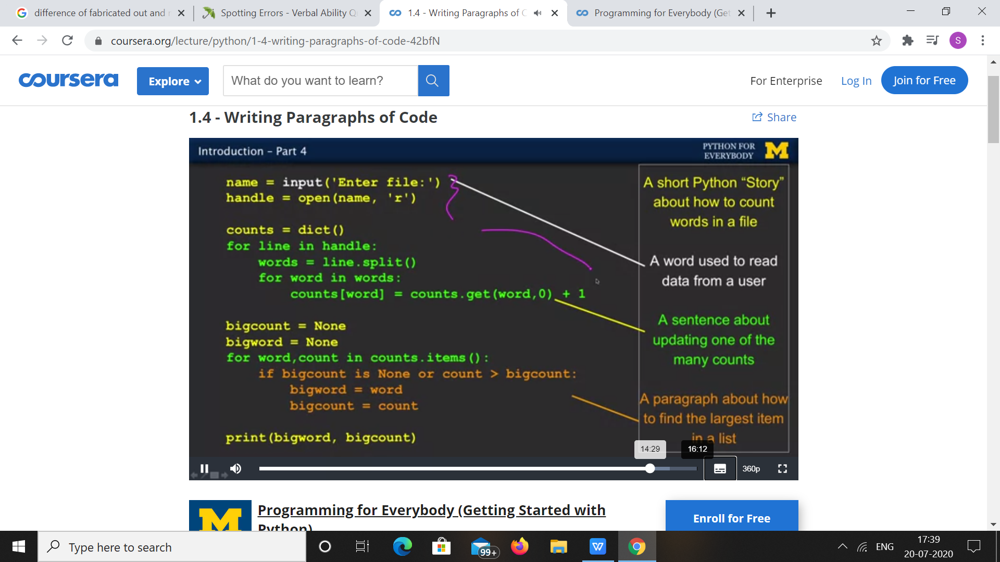 difference of fabricated out and r
Spotting Errors - Verbal Ability Q
1.4 - Writing Paragraphs of C
Programming for Everybody (Get
coursera.org/lecture/python/1-4-writing-paragraphs-of-code-42bfN
S
coursera
Explore
What do you want to learn?
For Enterprise
Log In
Join for Free
1.4 - Writing Paragraphs of Code
Share
Introduction – Part 4
PYTHON FOR
EVERYBODY
M
name = input('Enter file:')
handle = open(name, 'r')
counts = dict()
for line in handle:
    words = line.split()
    for word in words:
        counts[word] = counts.get(word,0) + 1
bigcount = None
bigword = None
for word,count in counts.items():
    if bigcount is None or count > bigcount:
        bigword = word
        bigcount = count
print(bigword, bigcount)
A short Python “Story”
about how to count
words in a file
A word used to read
data from a user
A sentence about
updating one of the
many counts
A paragraph about how
to find the largest item
in a list
14:29
16:12
360p
M
Programming for Everybody (Getting Started with
Python)
Enroll for Free
Type here to search
99+
W
ENG
17:39
20-07-2020